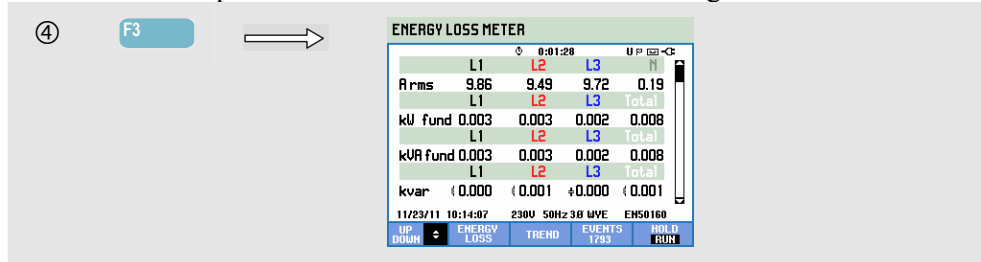 ④ F3
ENERGY LOSS METER
0:01:28 U
L1 L2 L3 N
A rms 9.86 9.49 9.72 0.19
L1 L2 L3 Total
kW fund 0.003 0.003 0.002 0.008
L1 L2 L3 Total
kVA fund 0.003 0.003 0.002 0.008
L1 L2 L3 Total
kvar 0.000 0.001 0.000 0.001
11/23/11 10:14:07 230V 50Hz 3.0' WYE EN50160
UP DOWN ENERGY LOSS TREND EVENTS 1793 HOLD RUN